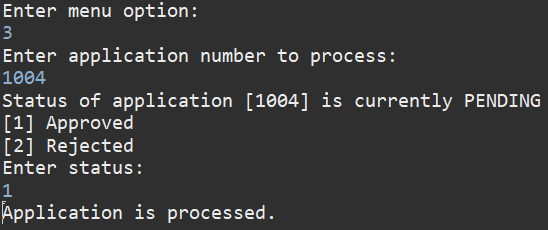 Enter menu option:
3
Enter application number to process:
1004
Status of application [1004] is currently PENDING
[1] Approved
[2] Rejected
Enter status:
1
Application is processed.